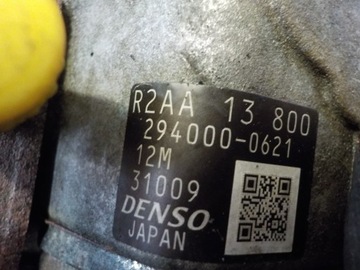 R2AA 13 800
294000-0621
12M
31009
DENSO
JAPAN